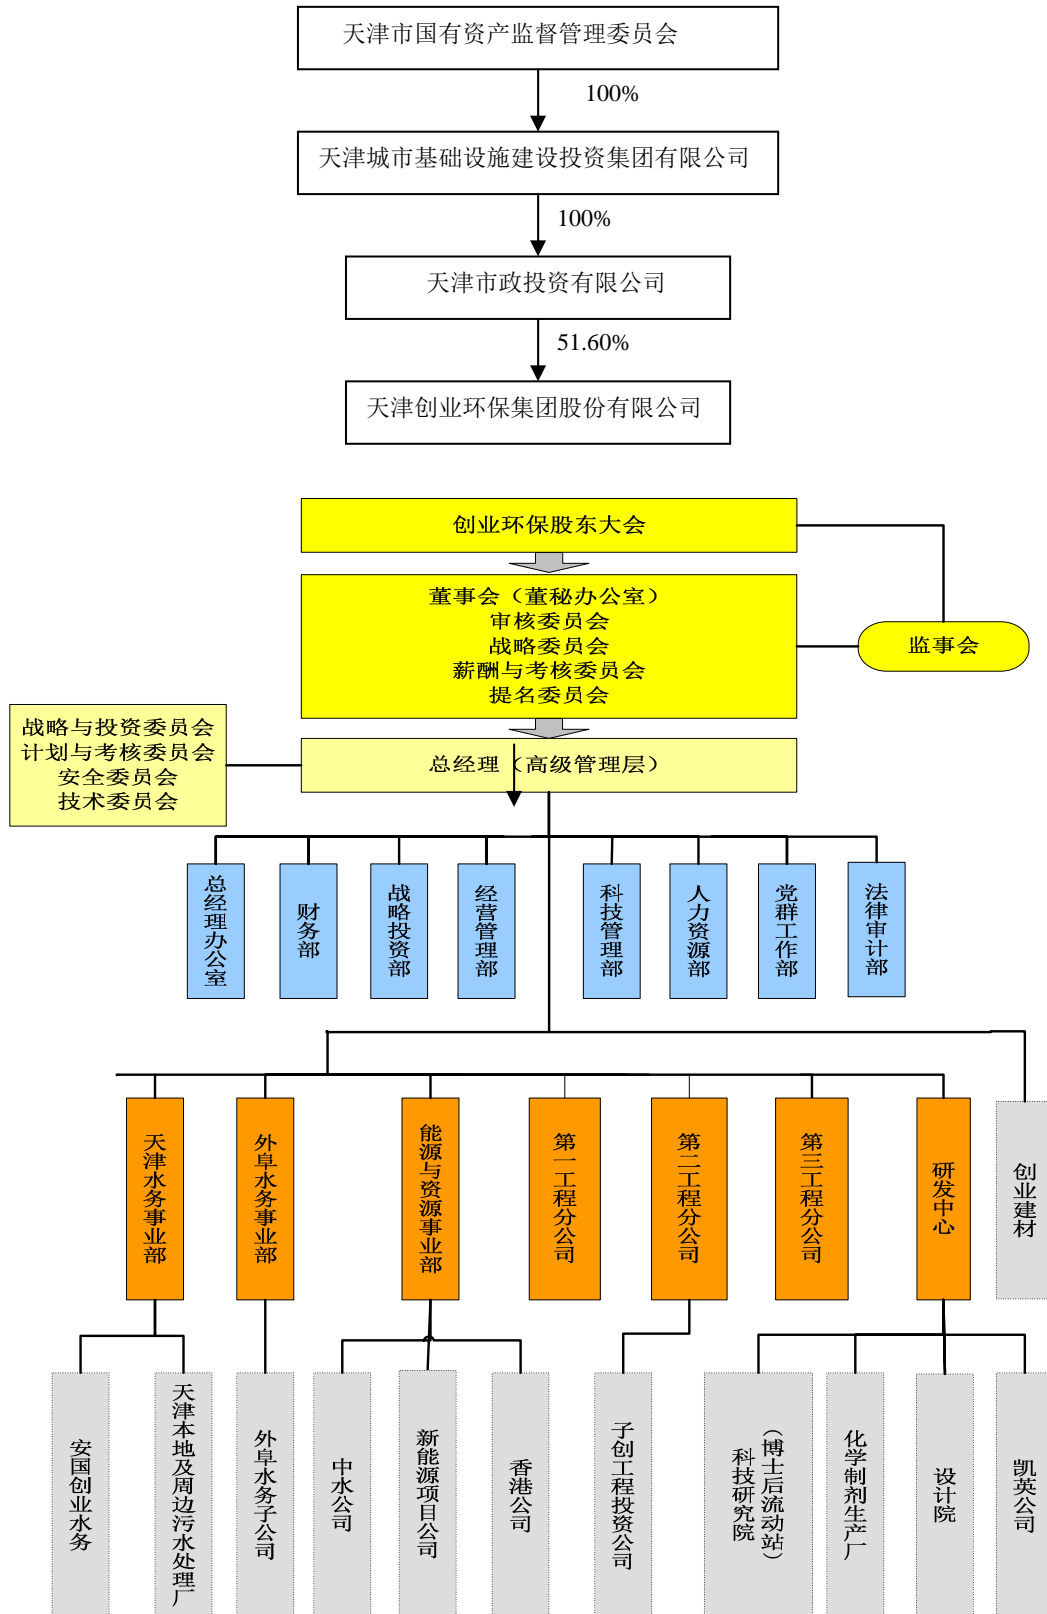 天津市国有资产监督管理委员会
100%
天津城市基础设施建设投资集团有限公司
100%
天津市政投资有限公司
51.60%
天津创业环保集团股份有限公司
创业环保股东大会
董事会（董秘办公室）
审核委员会
战略委员会
薪酬与考核委员会
提名委员会
监事会
战略与投资委员会
计划与考核委员会
安全委员会
技术委员会
总经理（高级管理层）
总经理办公室
财务部
战略投资部
经营管理部
科技管理部
人力资源部
党群工作部
法律审计部
天津水务事业部
外阜水务事业部
能源与资源事业部
第一工程分公司
第二工程分公司
第三工程分公司
研发中心
创业建材
安国创业水务
天津本地及周边污水处理厂
外阜水务子公司
中水公司
新能源项目公司
香港公司
子创工程投资公司
（博士后流动站）
科技研究院
化学制剂生产厂
设计院
凯英公司